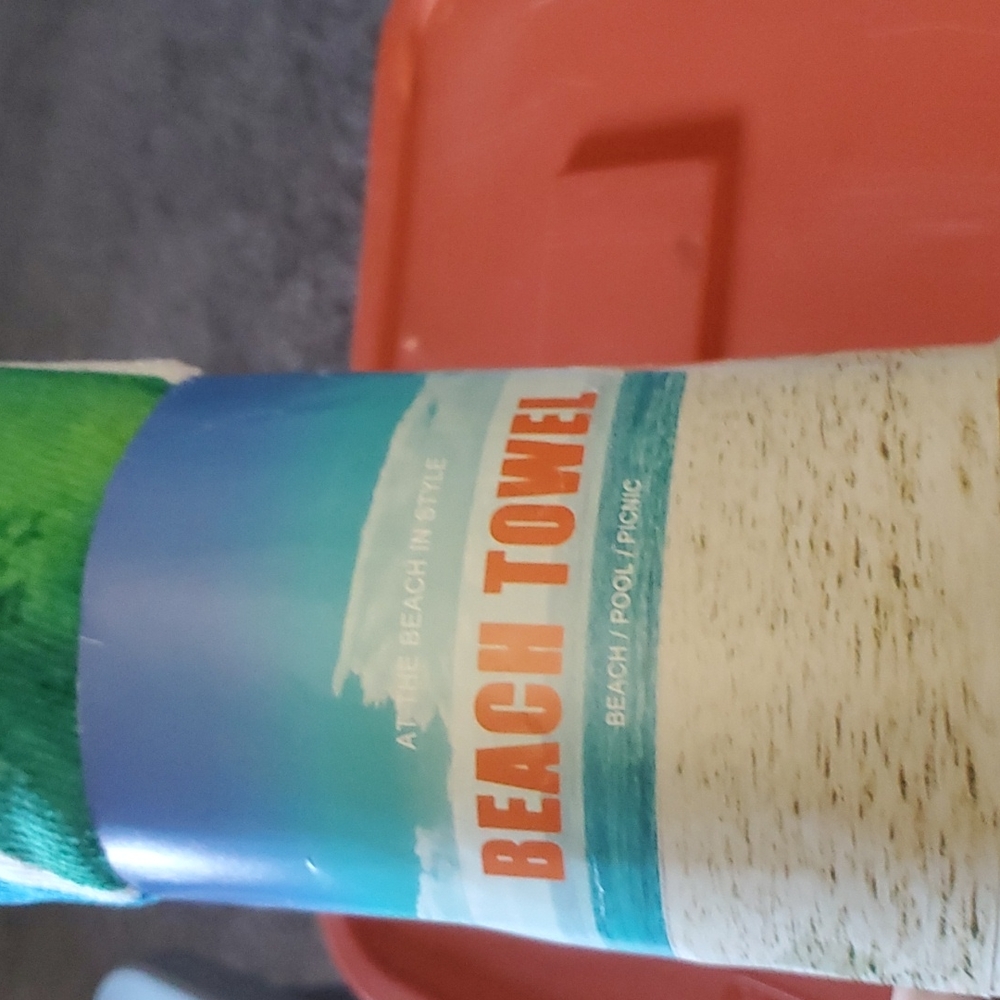 AT THE BEACH IN STYLE
BEACH TOWEL
BEACH / POOL / PICNIC